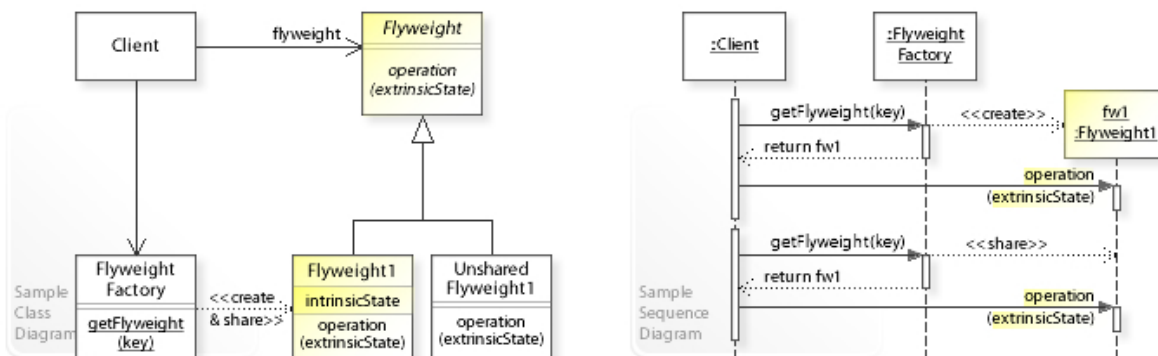 Client
flyweight
Flyweight
operation
(extrinsicState)
Flyweight
Factory
getFlyweight
(key)
<<create
& share>>
Flyweight1
intrinsicState
operation
(extrinsicState)
Unshared
Flyweight1
operation
(extrinsicState)
Sample
Class
Diagram
:Client
:Flyweight
Factory
getFlyweight(key)
<<create>>
fw1
:Flyweight1
return fw1
operation
(extrinsicState)
getFlyweight(key)
<<share>>
return fw1
operation
(extrinsicState)
Sample
Sequence
Diagram